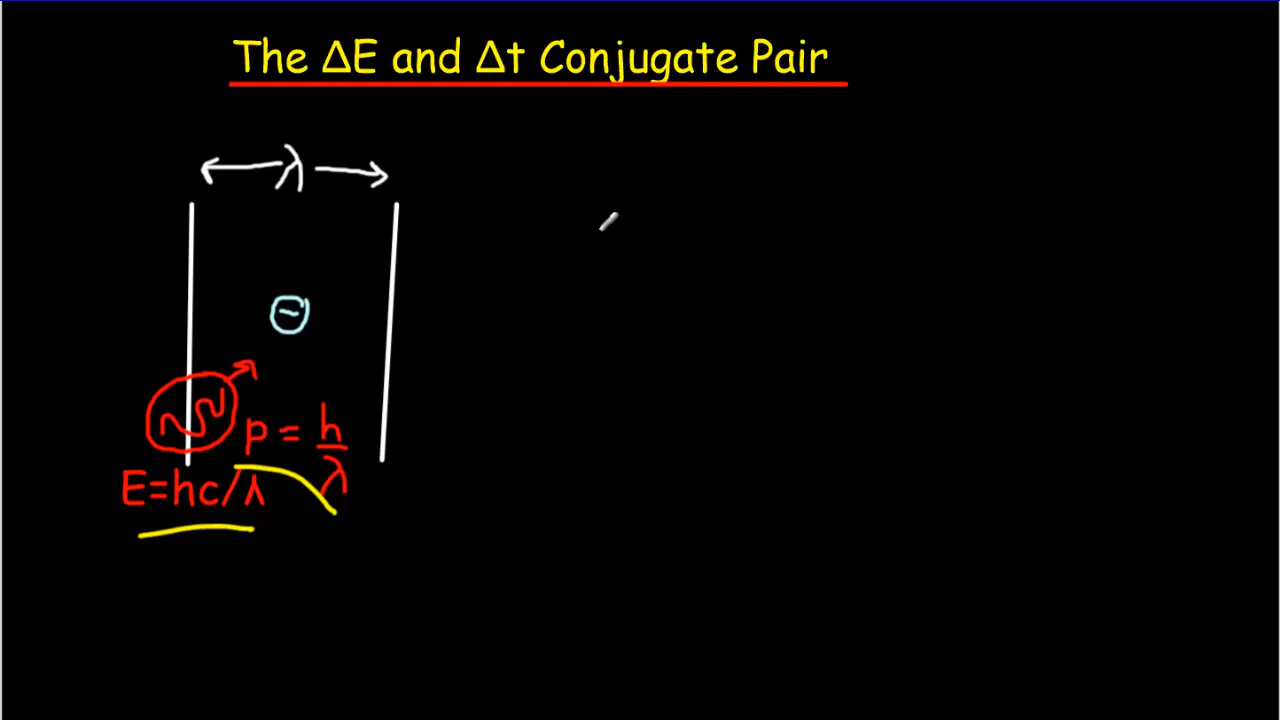 The ΔE and Δt Conjugate Pair
λ
p = h/λ
E=hc/λ